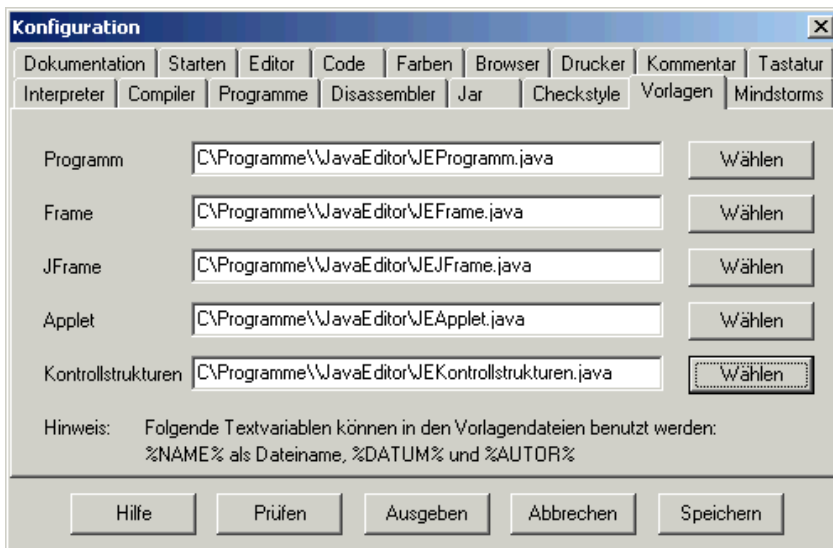 Konfiguration
Dokumentation Starten Editor Code Farben Browser Drucker Kommentar Tastatur
Interpreter Compiler Programme Disassembler Jar Checkstyle Vorlagen Mindstorms
Programm C\Programme\\JavaEditor\JEProgramm.java Wählen
Frame C\Programme\\JavaEditor\JEFrame.java Wählen
JFrame C\Programme\\JavaEditor\JEJFrame.java Wählen
Applet C\Programme\\JavaEditor\JEApplet.java Wählen
Kontrollstrukturen C\Programme\\JavaEditor\JEKontrollstrukturen.java Wählen
Hinweis: Folgende Textvariablen können in den Vorlagendateien benutzt werden:
%NAME% als Dateiname, %DATUM% und %AUTOR%
Hilfe Prüfen Ausgeben Abbrechen Speichern